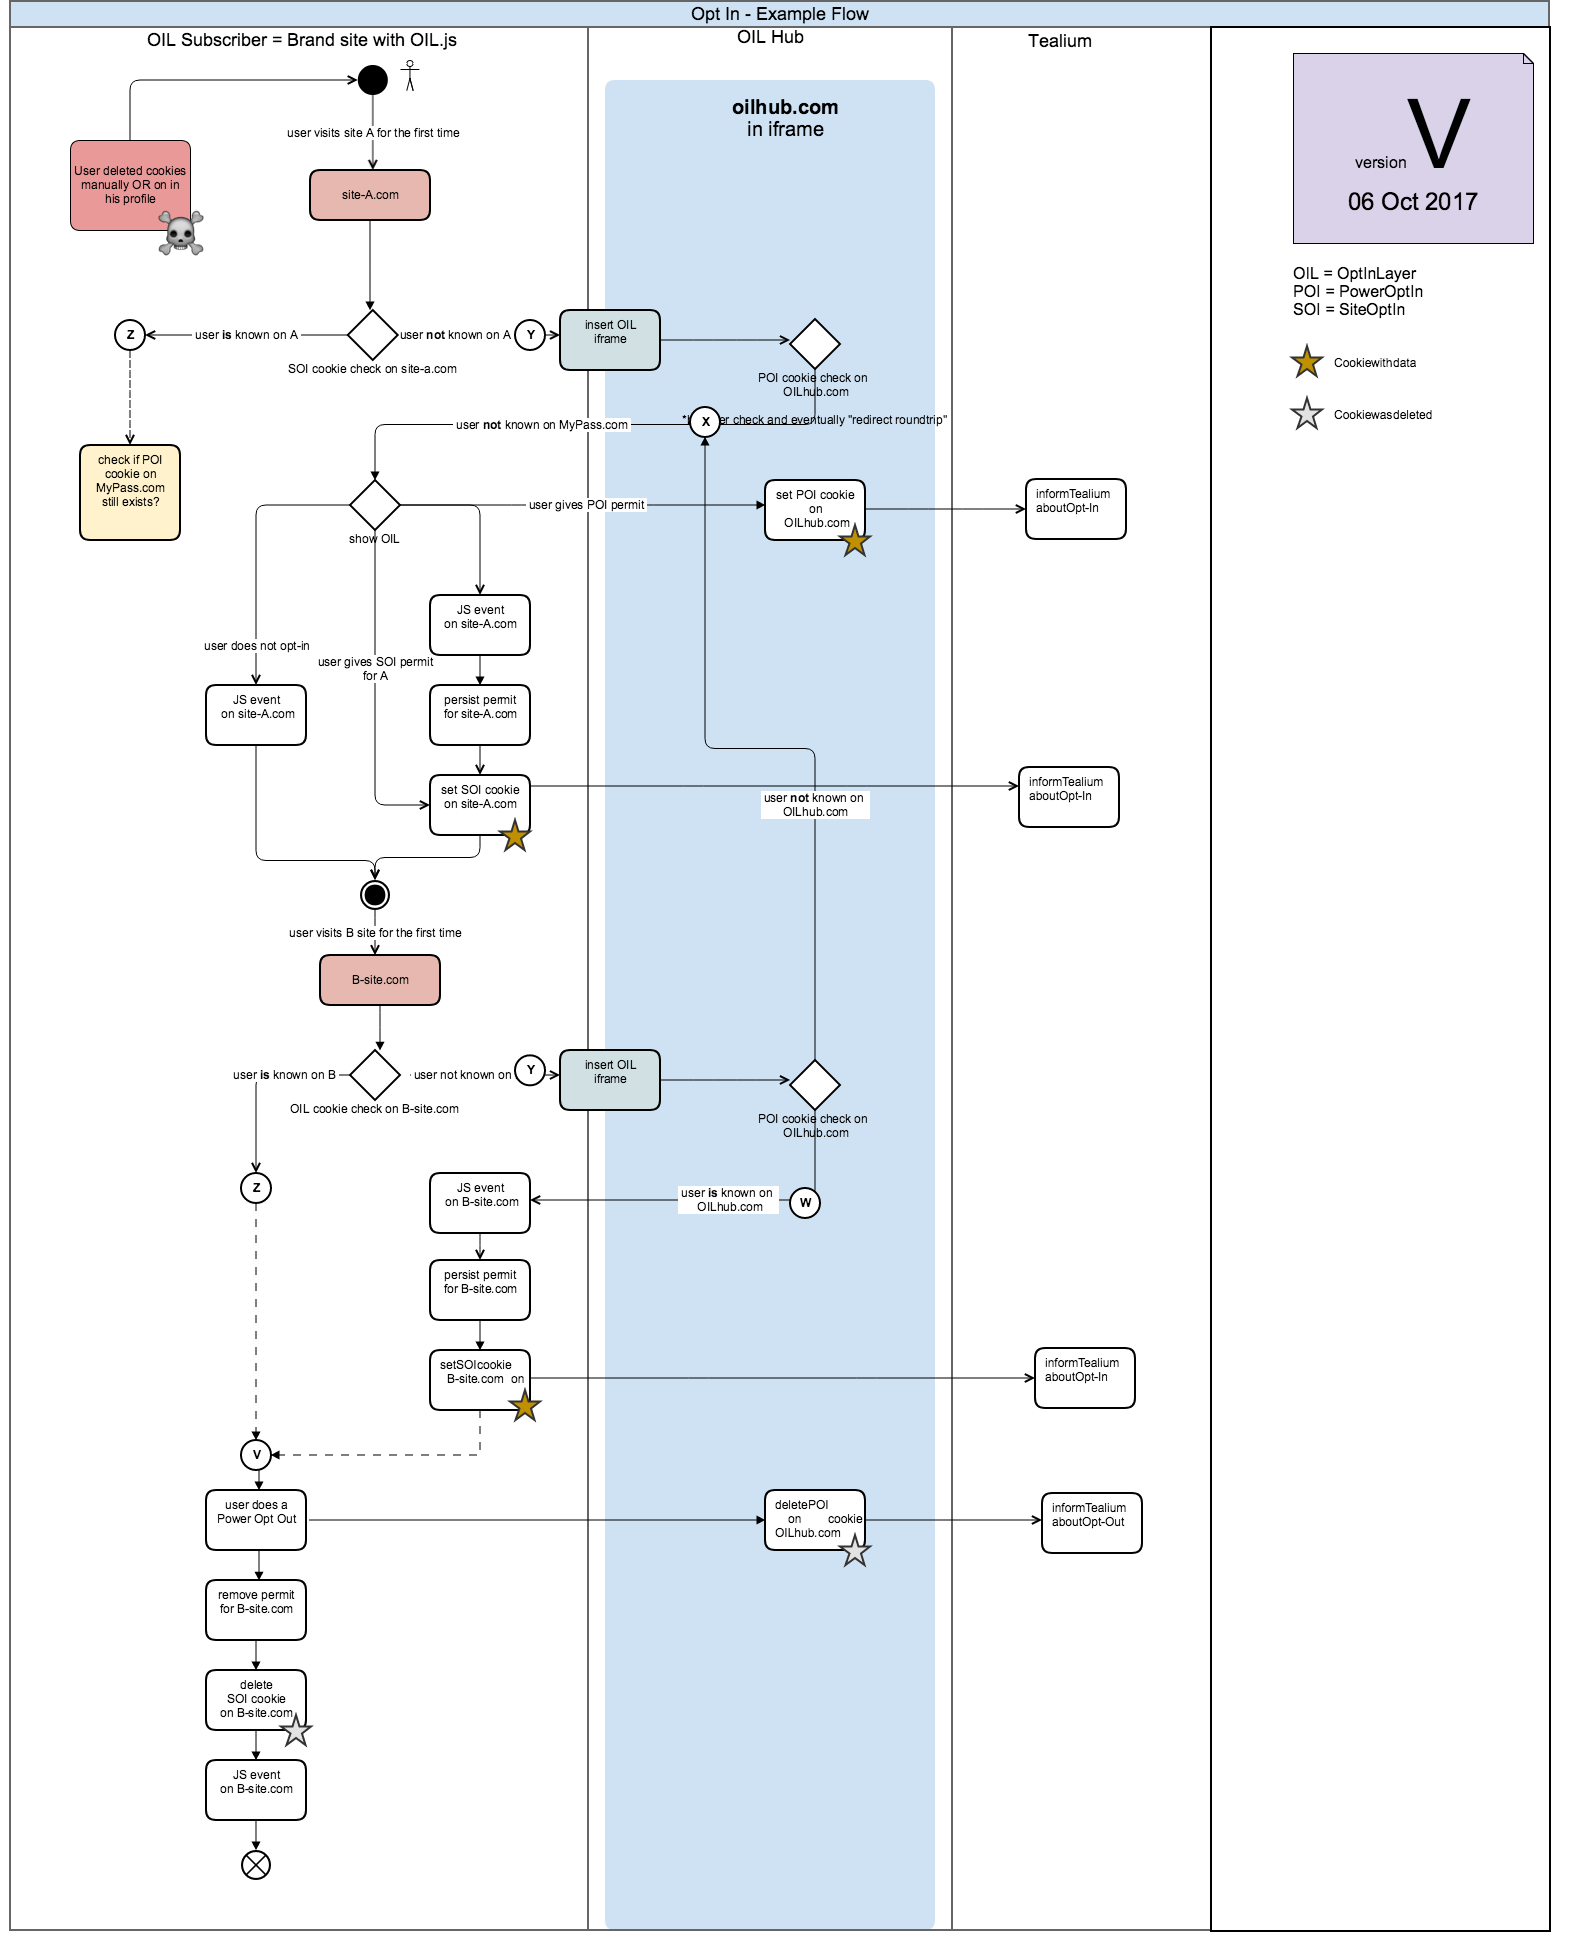 Opt In - Example Flow
OIL Subscriber = Brand site with OIL.js
OIL Hub
Tealium
oilhub.com
in iframe
version V
06 Oct 2017
OIL = OptInLayer
POI = PowerOptIn
SOI = SiteOptIn
Cookiewithdata
Cookiewasdeleted
user visits site A for the first time
User deleted cookies
manually OR on in
his profile
site-A.com
Z
user is known on A
user not known on A
Y
SOI cookie check on site-a.com
insert OIL
iframe
POI cookie check on
OILhub.com
X
er check and eventually "redirect roundtrip"
user not known on MyPass.com
check if POI
cookie on
MyPass.com
still exists?
show OIL
user gives POI permit
set POI cookie
on
OILhub.com
informTealium
aboutOpt-In
JS event
on site-A.com
user does not opt-in
user gives SOI permit
for A
JS event
on site-A.com
persist permit
for site-A.com
set SOI cookie
on site-A.com
informTealium
aboutOpt-In
user not known on
OILhub.com
user visits B site for the first time
B-site.com
user is known on B
user not known on
Y
OIL cookie check on B-site.com
insert OIL
iframe
POI cookie check on
OILhub.com
Z
JS event
on B-site.com
user is known on
OILhub.com
W
persist permit
for B-site.com
setSOIcookie
B-site.com on
informTealium
aboutOpt-In
V
user does a
Power Opt Out
deletePOI
on cookie
OILhub.com
informTealium
aboutOpt-Out
remove permit
for B-site.com
delete
SOI cookie
on B-site.com
JS event
on B-site.com